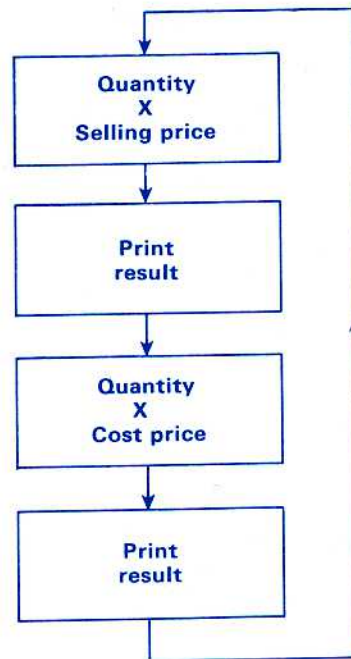 Quantity
X
Selling price
Print
result
Quantity
X
Cost price
Print
result